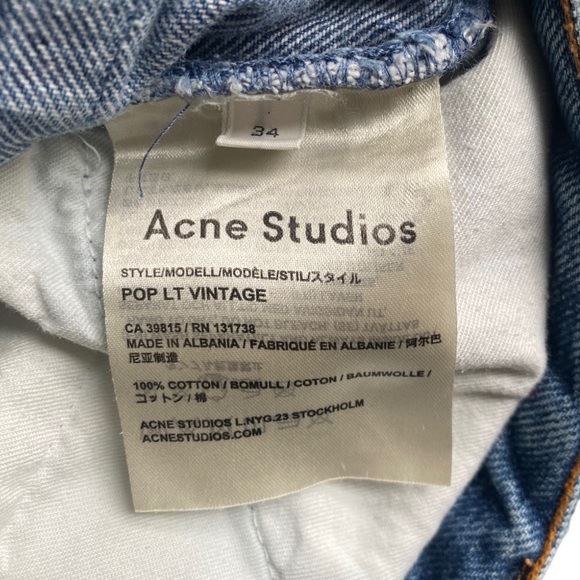 34
Acne Studios
STYLE/MODELL/MODÈLE/STIL/スタイル
POP LT VINTAGE
CA 39815 / RN 131738
MADE IN ALBANIA / FABRIQUÉ EN ALBANIE / 阿尔巴
尼亚制造
100% COTTON / BOMULL / COTON / BAUMWOLLE /
コットン / 棉
ACNE STUDIOS L.NYG.23 STOCKHOLM
ACNESTUDIOS.COM